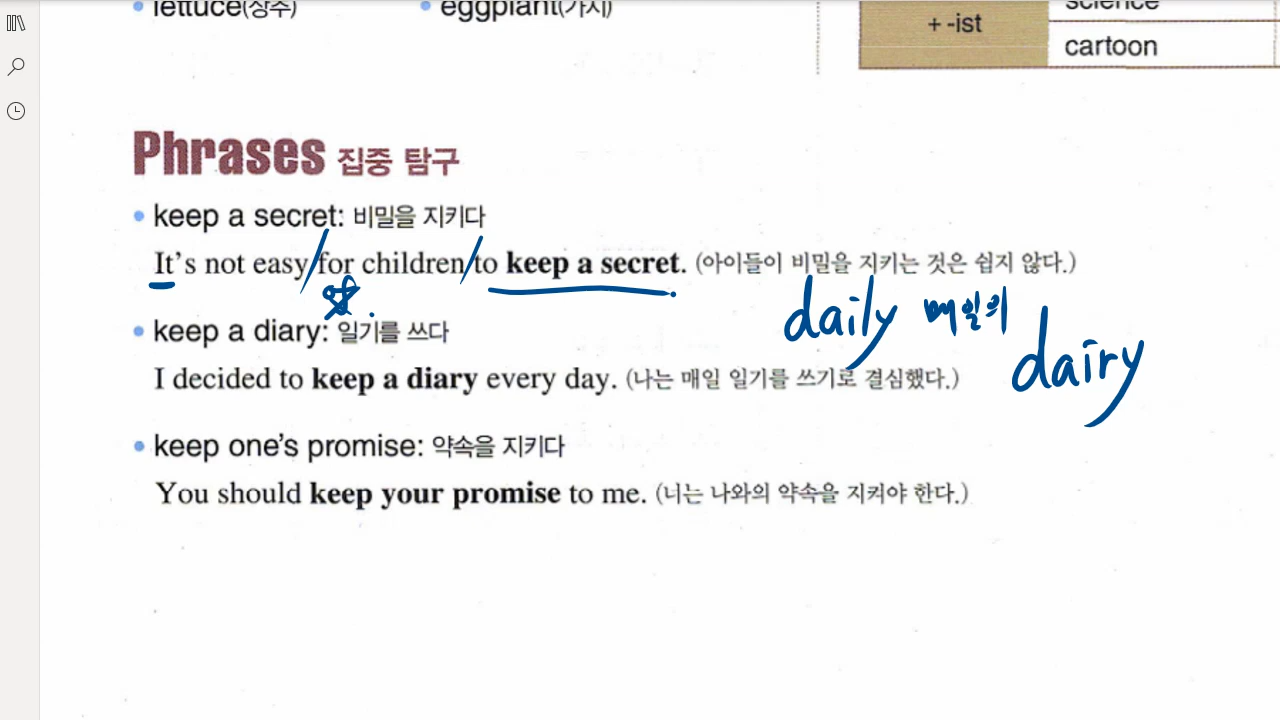 lettuce(상추)
eggplant(가지)
+ -ist
science
cartoon
Phrases 집중 탐구
keep a secret: 비밀을 지키다
It's not easy for children to keep a secret. (아이들이 비밀을 지키는 것은 쉽지 않다.)
daily 매일의
dairy
keep a diary: 일기를 쓰다
I decided to keep a diary every day. (나는 매일 일기를 쓰기로 결심했다.)
keep one's promise: 약속을 지키다
You should keep your promise to me. (너는 나와의 약속을 지켜야 한다.)